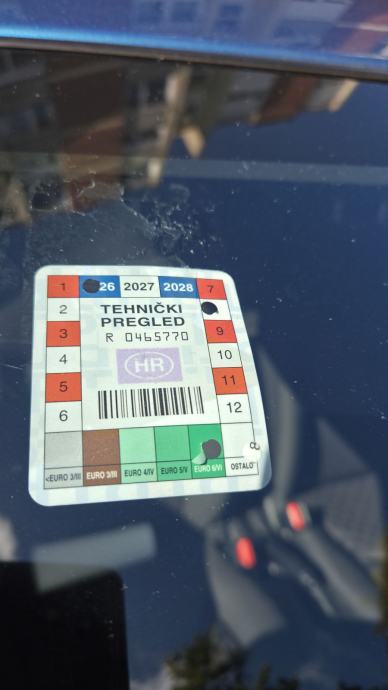 1 26 2027 2028 7
2 TEHNIČKI
PREGLED
3 R 0465770 9
4 HR 10
5 11
6 12
<EURO 3/III EURO 3/III EURO 4/IV EURO 5/V EURO 6/VI OSTALO